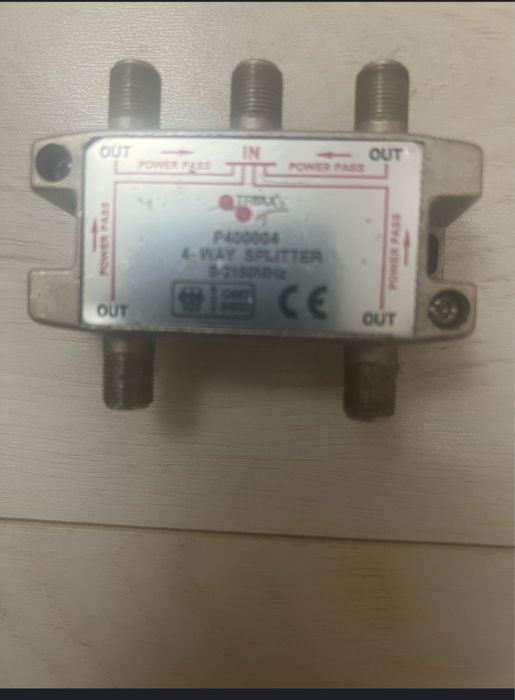 OUT IN OUT
POWER PASS POWER PASS
TRIAX
P400004
4-WAY SPLITTER
5-2150MHz
POWER PASS
POWER PASS
OUT CE OUT